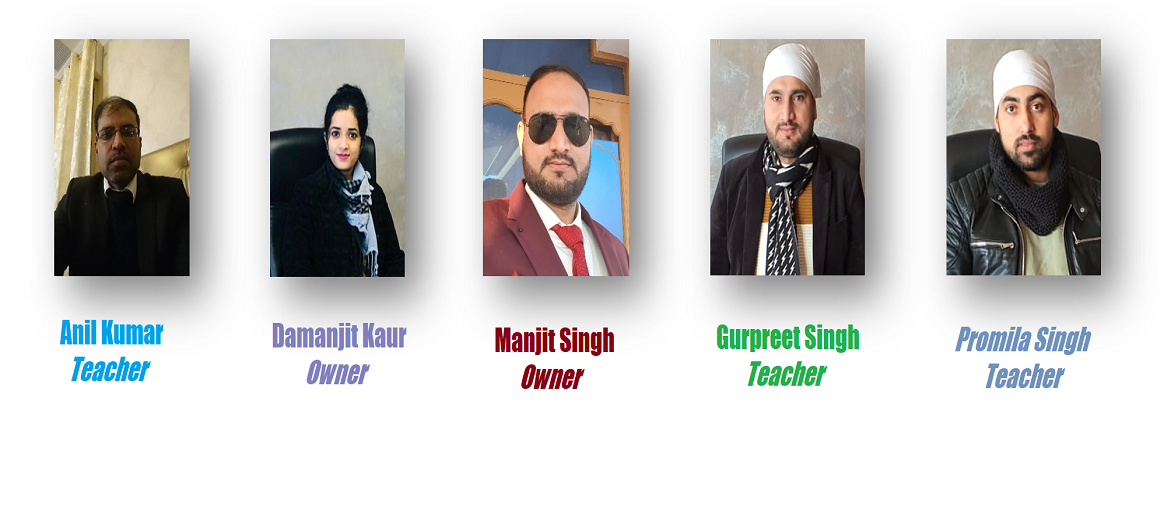 Anil Kumar
Teacher
Damanjit Kaur
Owner
Manjit Singh
Owner
Gurpreet Singh
Teacher
Promila Singh
Teacher